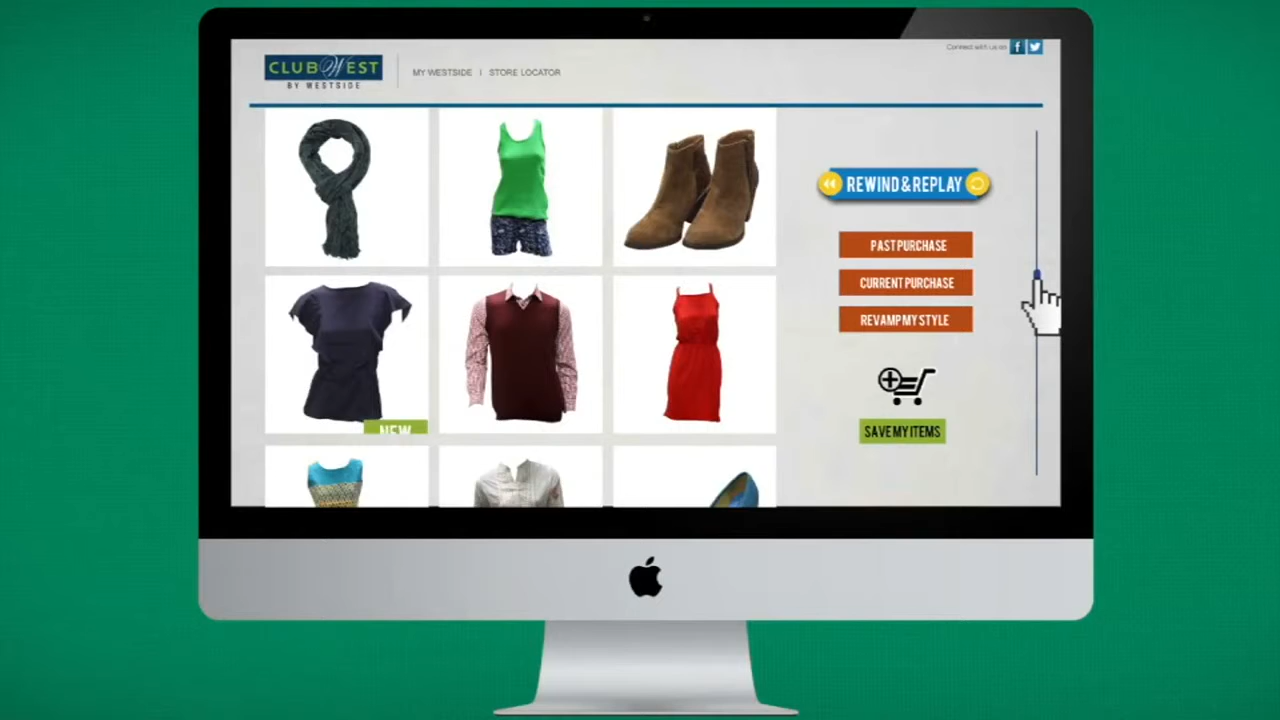 Connect with us on
CLUBWEST
BY WESTSIDE
MY WESTSIDE | STORE LOCATOR
REWIND & REPLAY
PAST PURCHASE
CURRENT PURCHASE
REVAMP MY STYLE
NEW
SAVE MY ITEMS